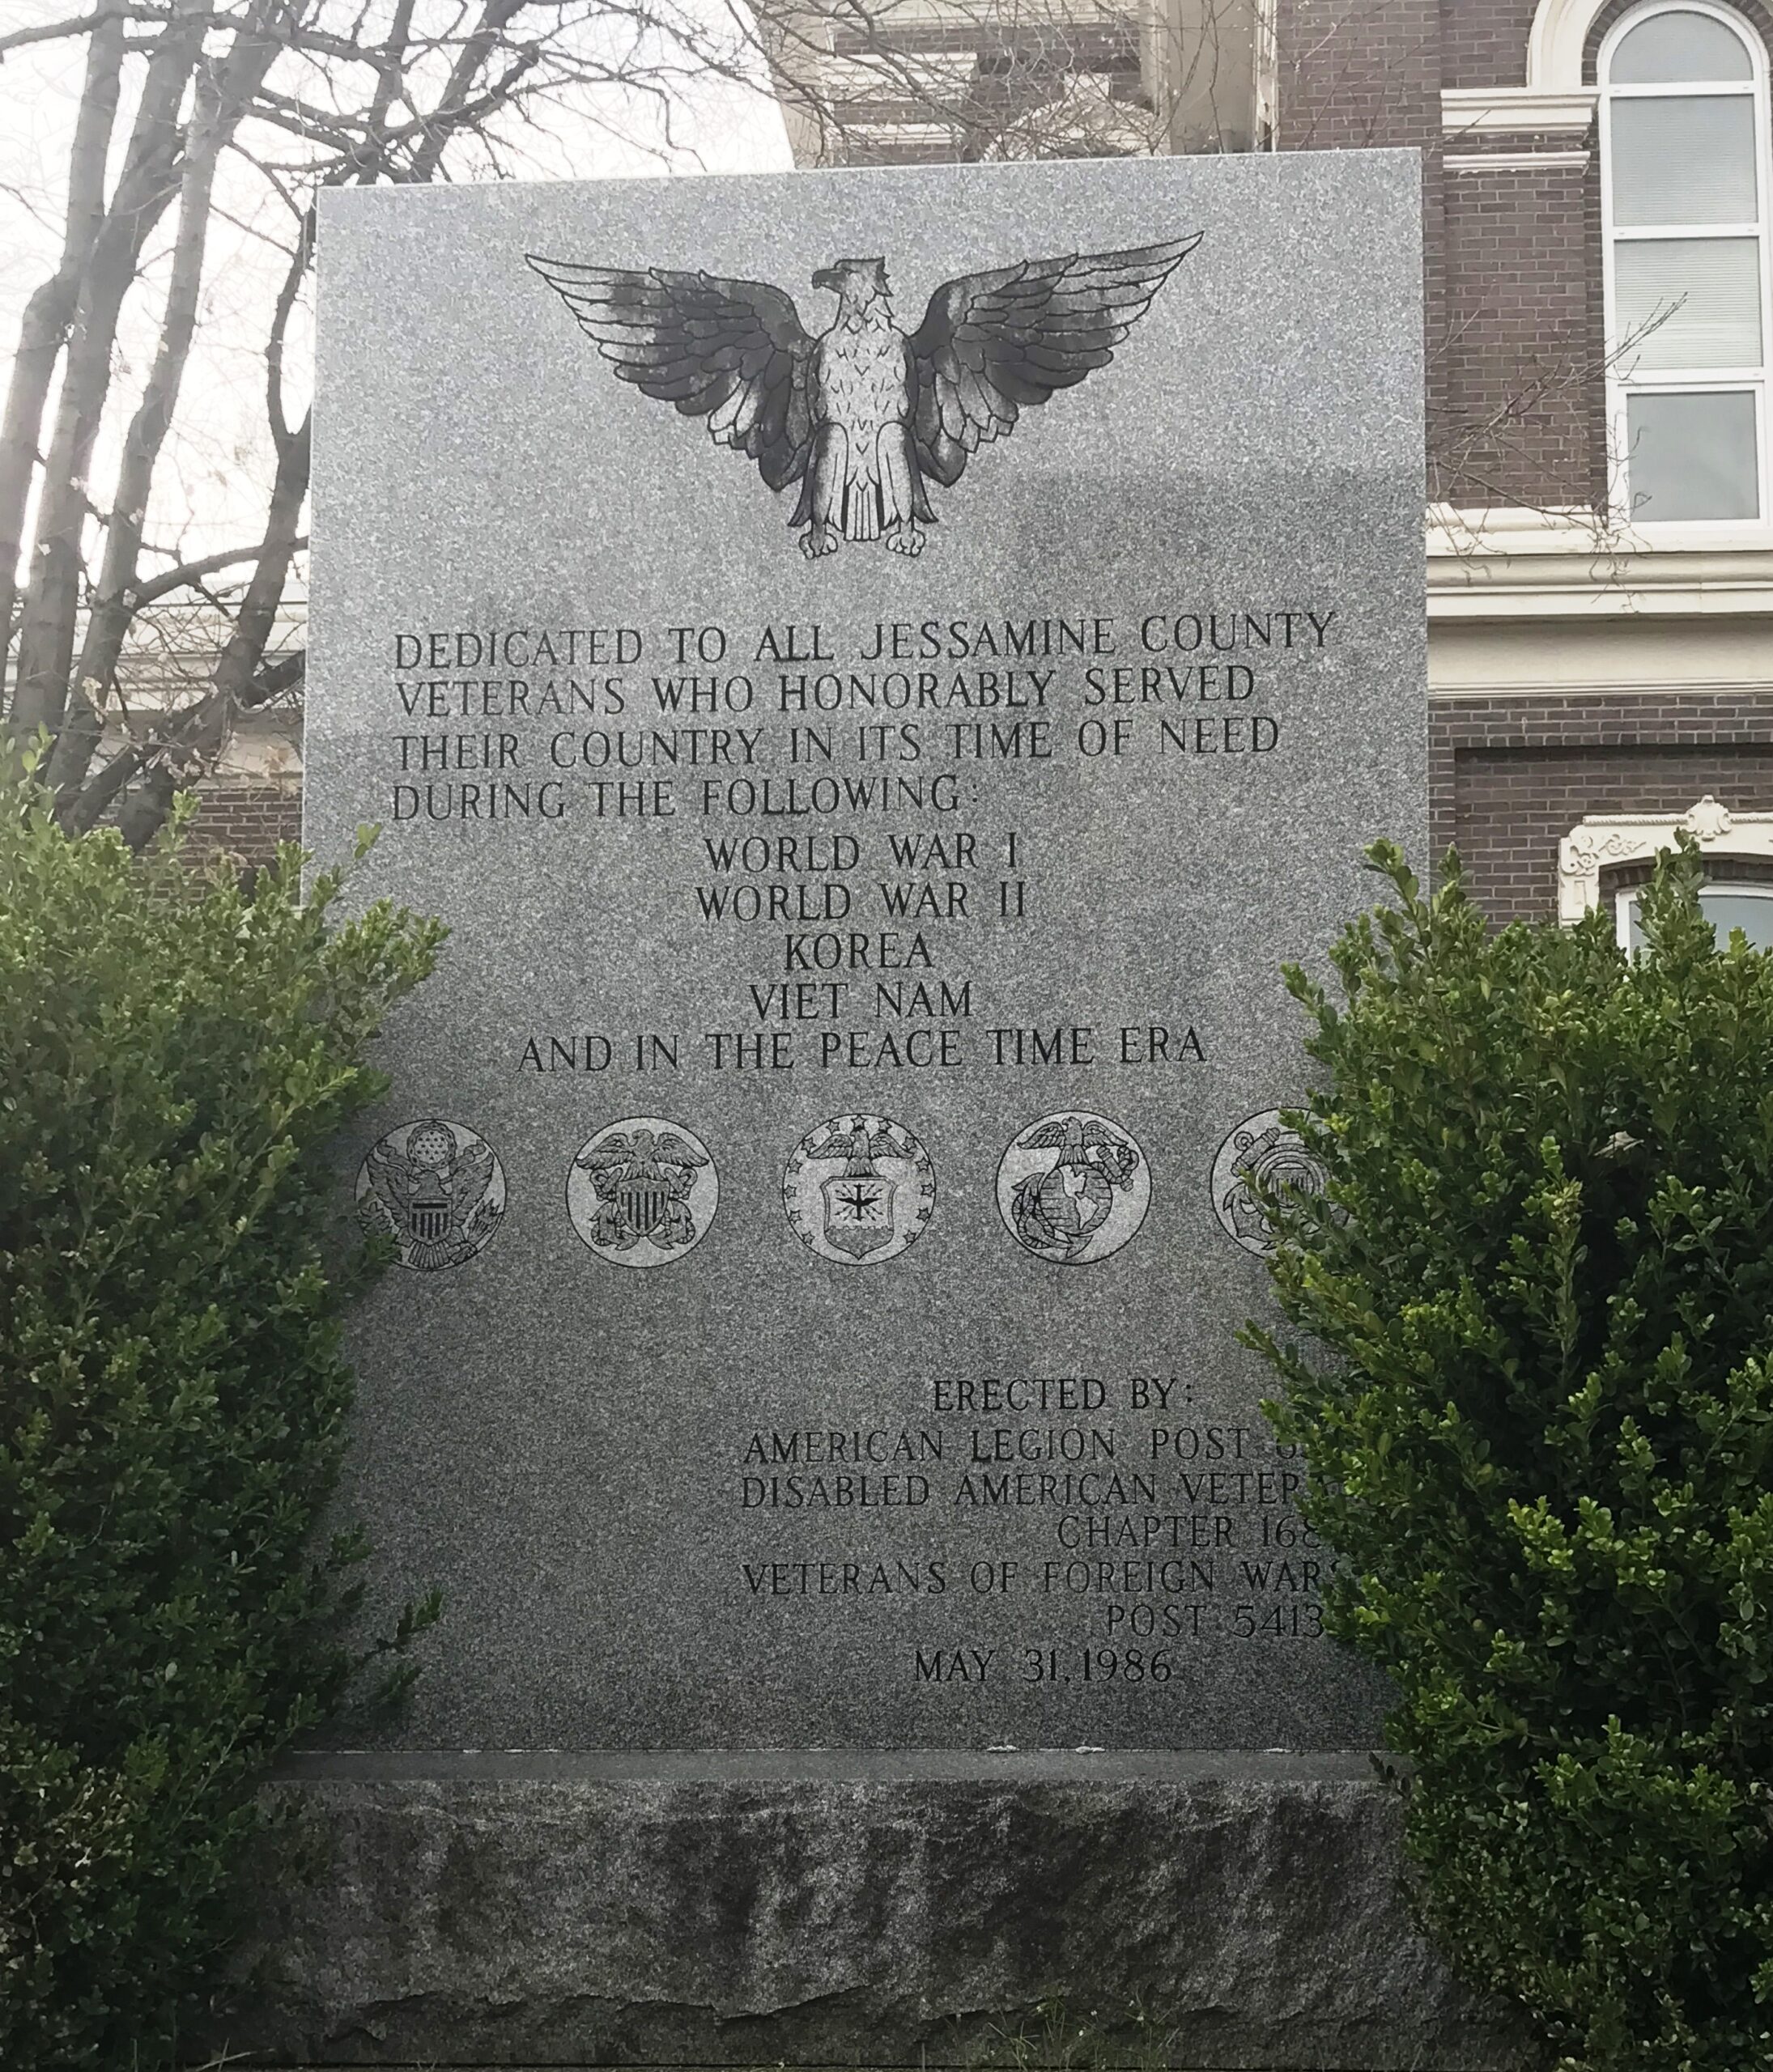 DEDICATED TO ALL JESSAMINE COUNTY
VETERANS WHO HONORABLY SERVED
THEIR COUNTRY IN ITS TIME OF NEED
DURING THE FOLLOWING:
WORLD WAR I
WORLD WAR II
KOREA
VIET NAM
AND IN THE PEACE TIME ERA
ERECTED BY:
AMERICAN LEGION POST
DISABLED AMERICAN
CHAPTER 168
VETERANS OF FOREIGN WARS
POST 5413
MAY 31, 1986